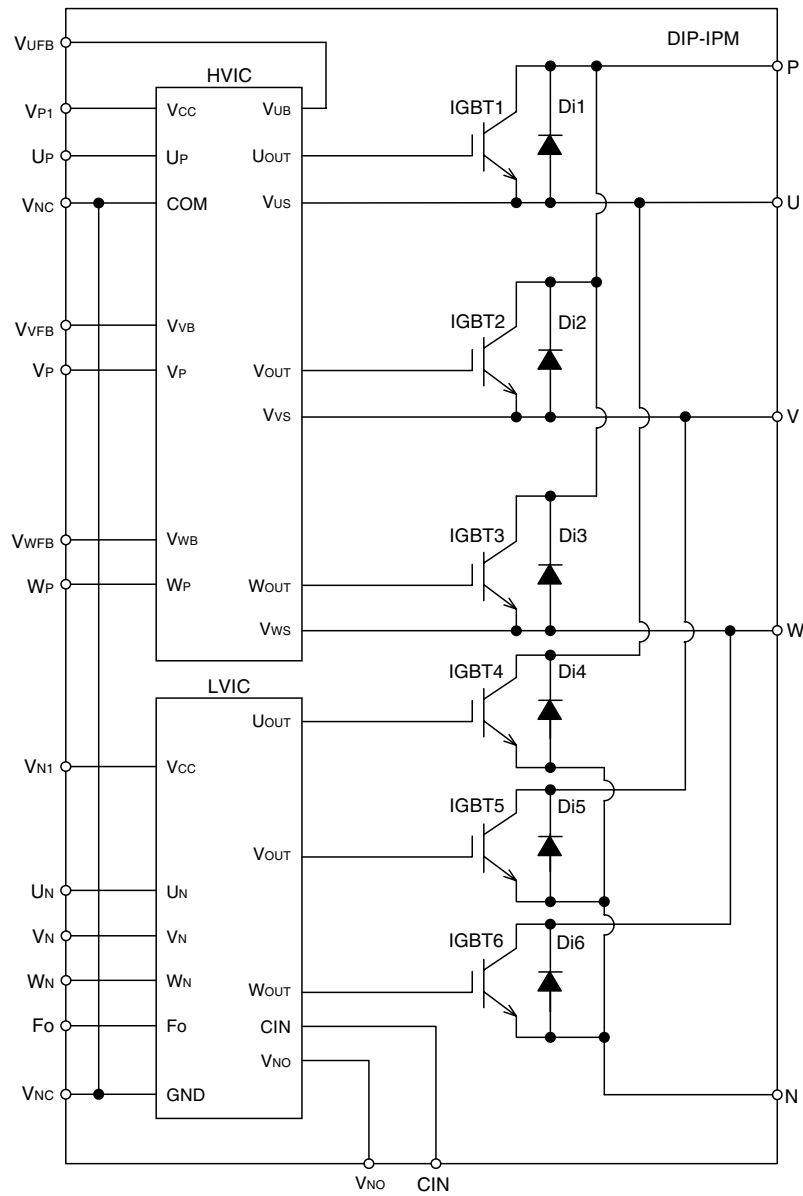 DIP-IPM
VUFB
P
HVIC
IGBT1
Di1
VP1
VCC
VUB
UP
UP
UOUT
VNC
COM
VUS
U
IGBT2
Di2
VVFB
VVB
VP
VP
VOUT
VVS
V
IGBT3
Di3
VWFB
VWB
WP
WP
WOUT
VWS
W
IGBT4
Di4
LVIC
UOUT
VN1
VCC
IGBT5
Di5
VOUT
UN
UN
VN
VN
IGBT6
Di6
WN
WN
WOUT
Fo
Fo
CIN
VNO
VNC
GND
N
VNO
CIN